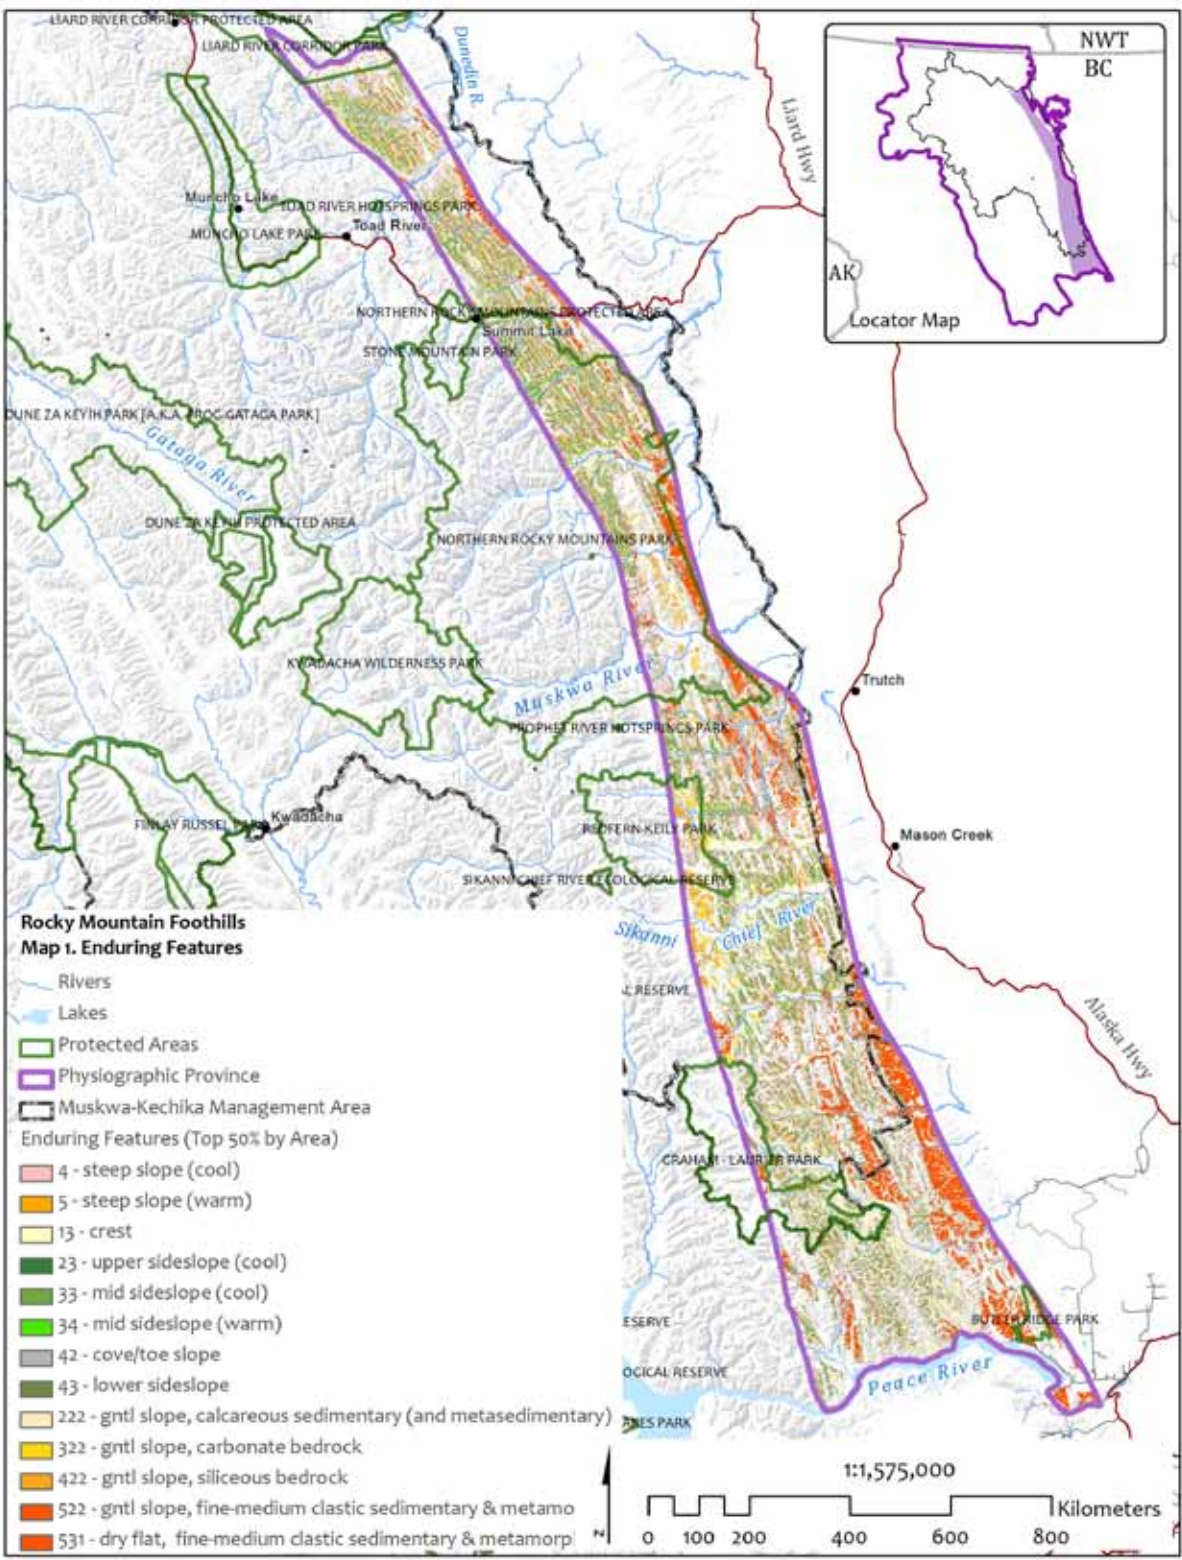 LIARD RIVER CORRIDOR PROTECTED AREA
LIARD RIVER CORRIDOR PARK
Dunedin R.
Liard Hwy
NWT
BC
AK
Locator Map
Muncho Lake
TOAD RIVER HOTSPRINGS PARK
MUNCHO LAKE PARK
Toad River
NORTHERN ROCKY MOUNTAINS PROTECTED AREA
Summit Lake
STONE MOUNTAIN PARK
DUNE ZA KEYIH PARK [A.K.A. FROG-GATAGA PARK]
Gataga River
DUNE ZA KEYIH PROTECTED AREA
NORTHERN ROCKY MOUNTAINS PARK
KWADACHA WILDERNESS PARK
Muskwa River
Trutch
PROPHET RIVER HOTSPRINGS PARK
FINLAY RUSSEL PARK
Kwadacha
REDFERN-KEILY PARK
Mason Creek
SIKANNI CHIEF RIVER ECOLOGICAL RESERVE
Sikanni Chief River
AL RESERVE
Alaska Hwy
GRAHAM - LAURIER PARK
BUTLER RIDGE PARK
ESERVE
OGICAL RESERVE
Peace River
ANES PARK
Rocky Mountain Foothills
Map 1. Enduring Features
Rivers
Lakes
Protected Areas
Physiographic Province
Muskwa-Kechika Management Area
Enduring Features (Top 50% by Area)
4 - steep slope (cool)
5 - steep slope (warm)
13 - crest
23 - upper sideslope (cool)
33 - mid sideslope (cool)
34 - mid sideslope (warm)
42 - cove/toe slope
43 - lower sideslope
222 - gntl slope, calcareous sedimentary (and metasedimentary)
322 - gntl slope, carbonate bedrock
422 - gntl slope, siliceous bedrock
522 - gntl slope, fine-medium clastic sedimentary & metamo
531 - dry flat, fine-medium clastic sedimentary & metamorp
N
1:1,575,000
Kilometers
0 100 200 400 600 800